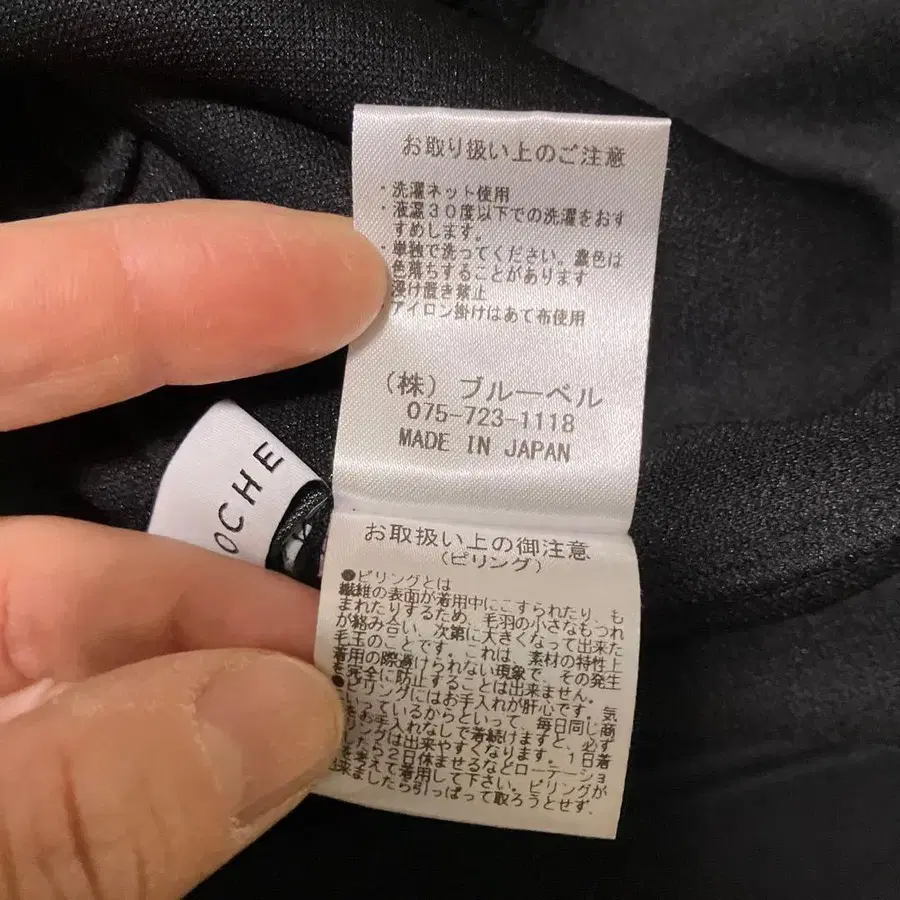 お取り扱い上のご注意
・洗濯ネット使用
・液温30度以下での洗濯をおす
すめします。
・単独で洗ってください。濃色は
色落ちすることがあります
浸け置き禁止
アイロン掛けはあて布使用
(株) ブルーベル
075-723-1118
MADE IN JAPAN
OCHE
お取扱い上の御注意
(ピリング)
●ピリングとは
繊維の表面が着用中にこすられたり、も
まれたりするため、毛羽の小さなもつれ
が絡み合い、次第に大きくなって出来た
毛玉のことです。これは、素材の特性上
着用の際避けられない現象で、その発生
を完全に防止することは出来ません。
●ピリングにはお手入れが肝心です。気
いっているからといって、毎日同じ商
をお手入れなしで着続けますと、必ず
リングは出来やすくなります。1日着
たら2日休ませるなどローテーショ
を考えて着用して下さい。ピリングが
来ましたら引っぱって取ろうとせず、